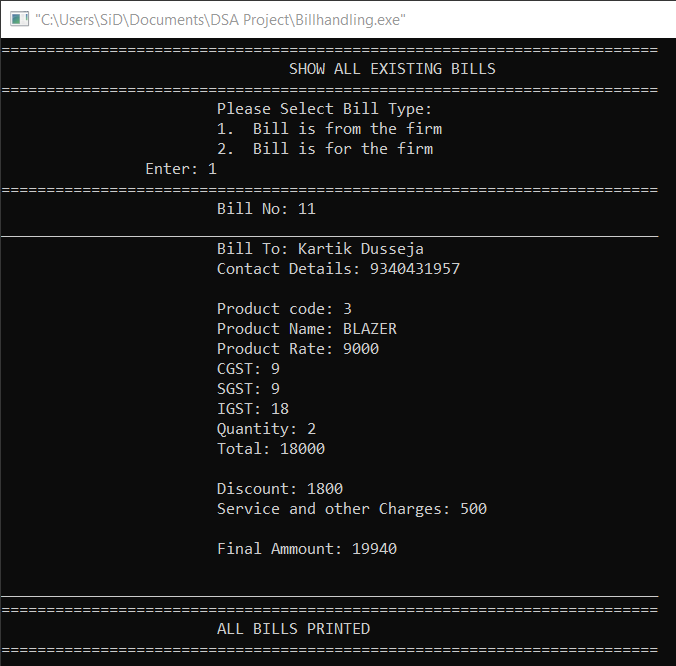 "C:\Users\SiD\Documents\DSA Project\Billhandling.exe"
=========================================================================
SHOW ALL EXISTING BILLS
=========================================================================
Please Select Bill Type:
1.  Bill is from the firm
2.  Bill is for the firm
Enter: 1
=========================================================================
Bill No: 11
_________________________________________________________________________
Bill To: Kartik Dusseja
Contact Details: 9340431957
Product code: 3
Product Name: BLAZER
Product Rate: 9000
CGST: 9
SGST: 9
IGST: 18
Quantity: 2
Total: 18000
Discount: 1800
Service and other Charges: 500
Final Ammount: 19940
_________________________________________________________________________
=========================================================================
ALL BILLS PRINTED
=========================================================================